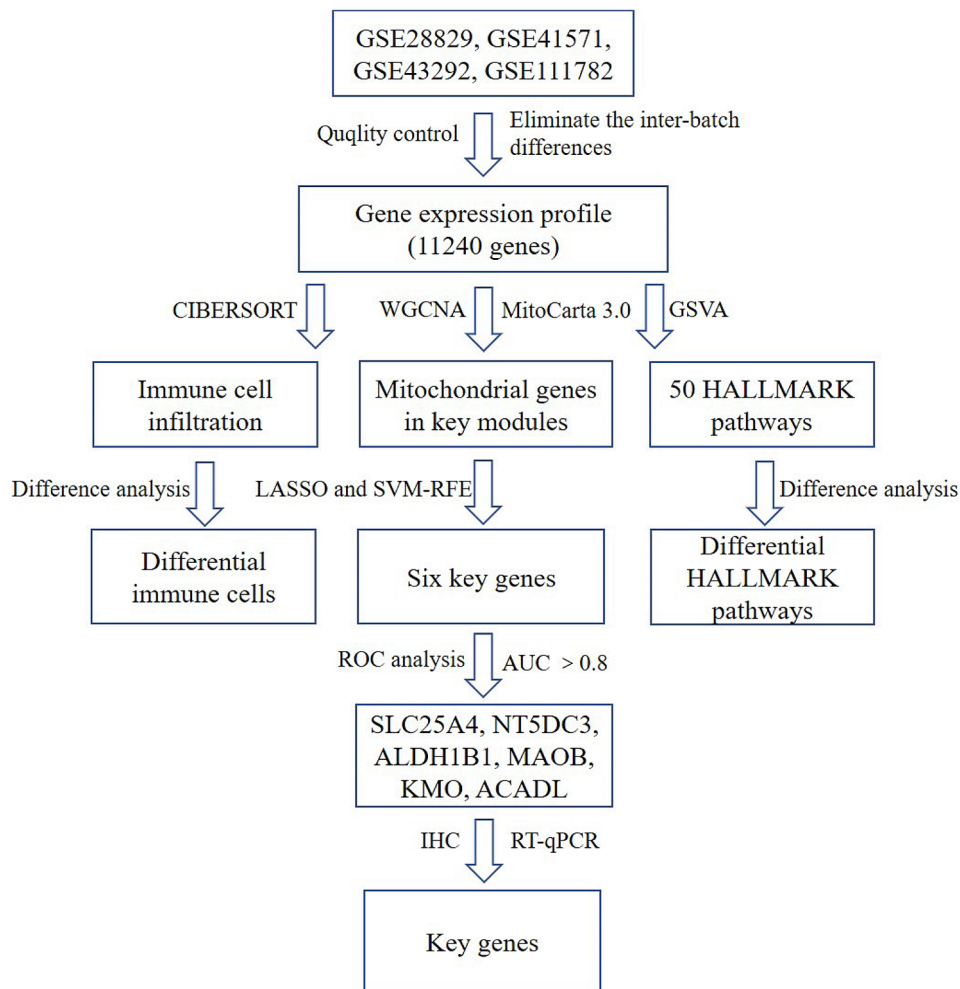 GSE28829, GSE41571,
GSE43292, GSE111782
Quqlity control
Eliminate the inter-batch
differences
Gene expression profile
(11240 genes)
CIBERSORT
WGCNA
MitoCarta 3.0
GSVA
Immune cell
infiltration
Mitochondrial genes
in key modules
50 HALLMARK
pathways
Difference analysis
LASSO and SVM-RFE
Difference analysis
Differential
immune cells
Six key genes
Differential
HALLMARK
pathways
ROC analysis
AUC > 0.8
SLC25A4, NT5DC3,
ALDH1B1, MAOB,
KMO, ACADL
IHC
RT-qPCR
Key genes